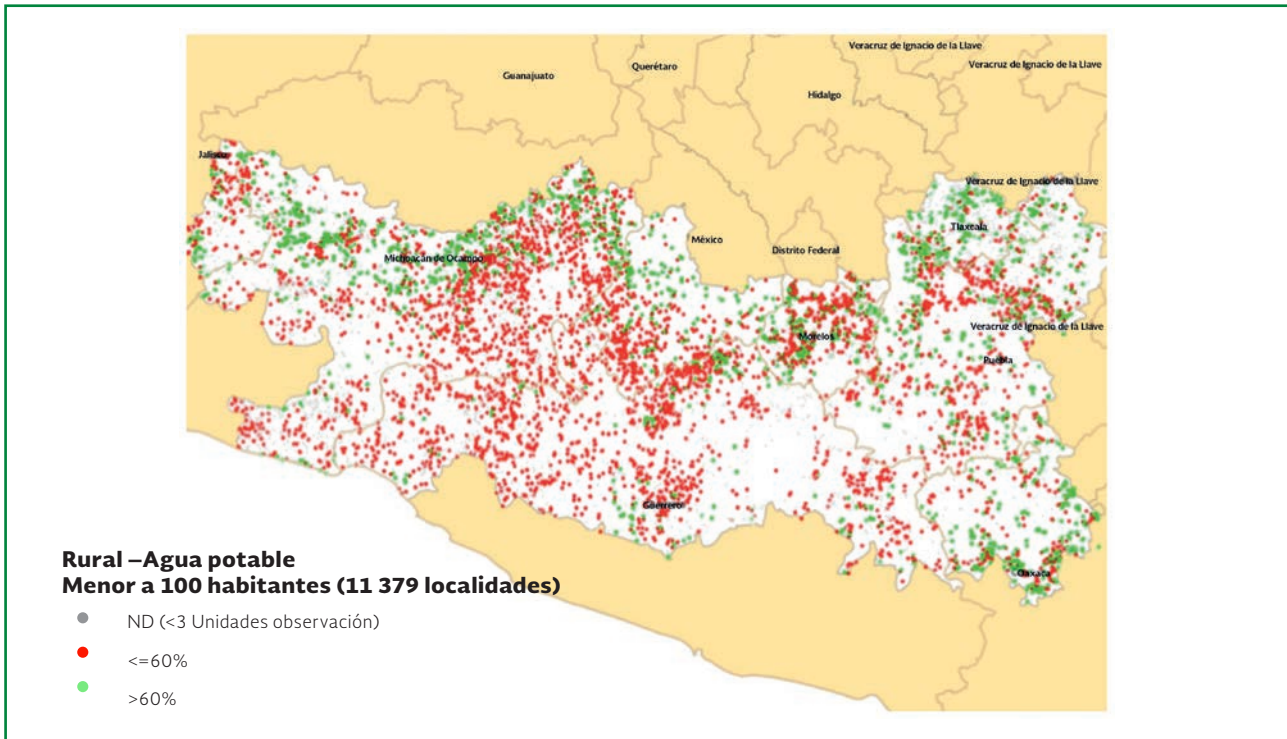 Veracruz de Ignacio de la Llave
Querétaro
Veracruz de Ignacio de la Llave
Guanajuato
Hidalgo
Jalisco
Veracruz de Ignacio de la Llave
Tlaxcala
México
Distrito Federal
Michoacán de Ocampo
Veracruz de Ignacio de la Llave
Morelos
Puebla
Guerrero
Oaxaca
Rural –Agua potable
Menor a 100 habitantes (11 379 localidades)
ND (<3 Unidades observación)
<=60%
>60%